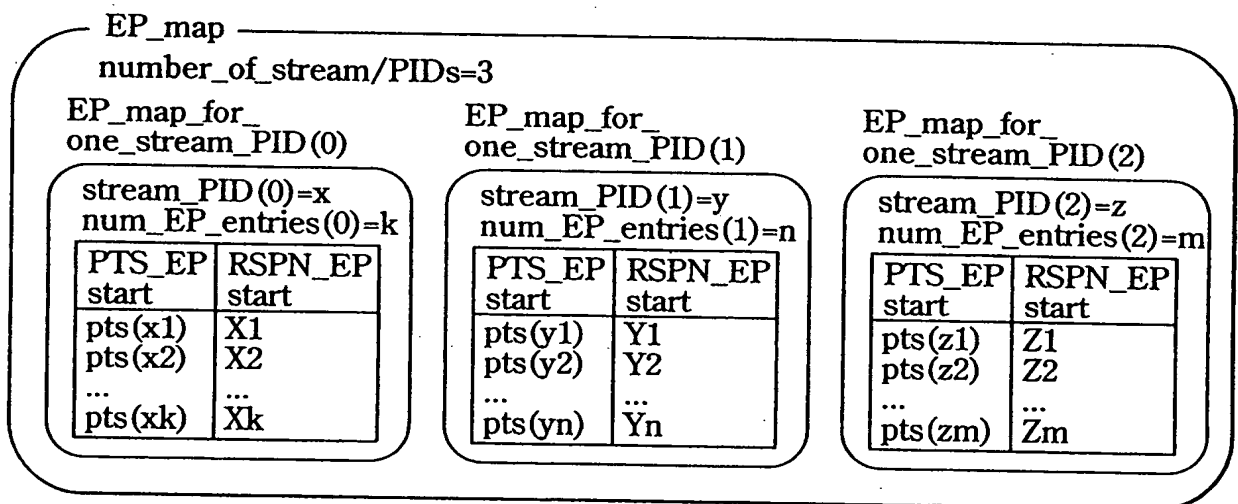 EP_map
number_of_stream/PIDs=3
EP_map_for_
one_stream_PID(0)
stream_PID(0)=x
num_EP_entries(0)=k
PTS_EP RSPN_EP
start start
pts(x1) X1
pts(x2) X2
... ...
pts(xk) Xk
EP_map_for_
one_stream_PID(1)
stream_PID(1)=y
num_EP_entries(1)=n
PTS_EP RSPN_EP
start start
pts(y1) Y1
pts(y2) Y2
... ...
pts(yn) Yn
EP_map_for_
one_stream_PID(2)
stream_PID(2)=z
num_EP_entries(2)=m
PTS_EP RSPN_EP
start start
pts(z1) Z1
pts(z2) Z2
... ...
pts(zm) Zm